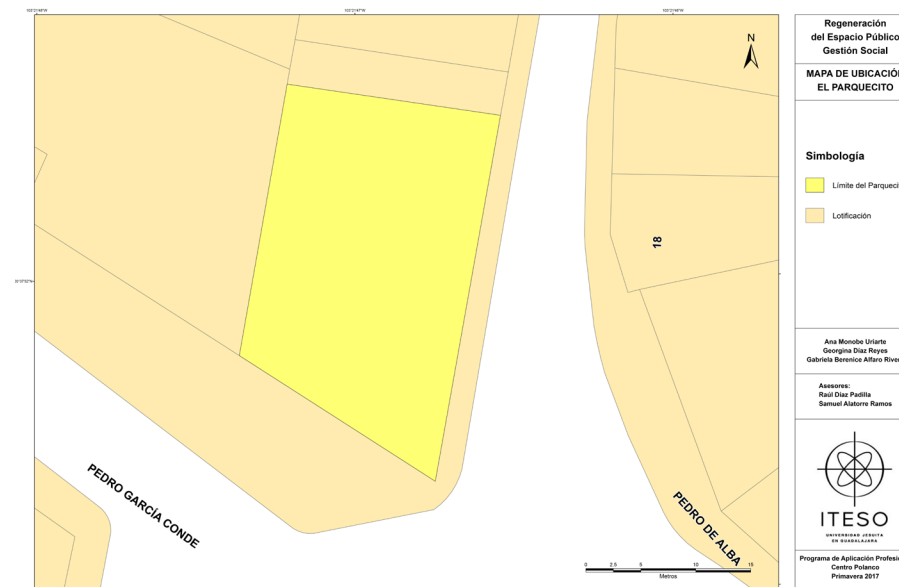 Regeneración
del Espacio Público
Gestión Social
MAPA DE UBICACIÓN
EL PARQUECITO
N
Simbología
Límite del Parqueci
Lotificación
18
Ana Monobe Uriarte
Georgina Díaz Reyes
Gabriela Berenice Alfaro River
Asesores:
Raúl Díaz Padilla
Samuel Alatorre Ramos
PEDRO GARCÍA CONDE
PEDRO DE ALBA
0 2.5 5 10 15
Metros
ITESO
UNIVERSIDAD JESUITA
EN GUADALAJARA
Programa de Aplicación Profesio
Centro Polanco
Primavera 2017